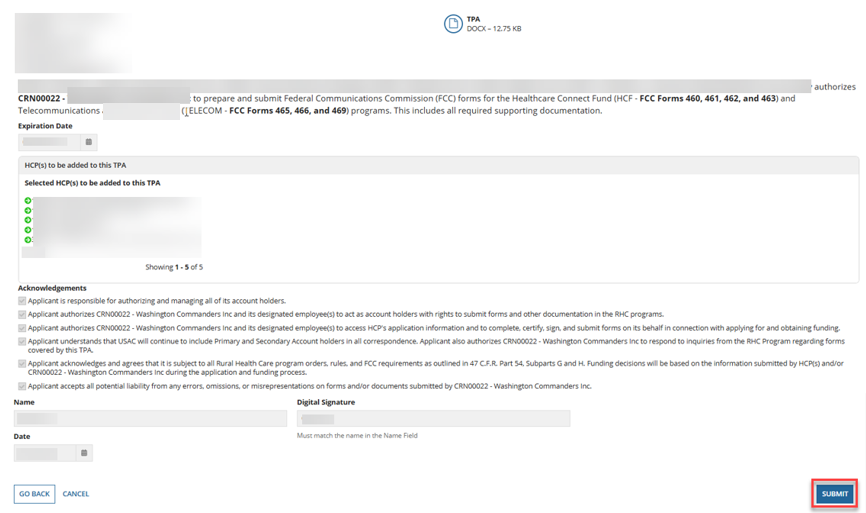 TPA
DOCX – 12.75 KB
authorizes
CRN00022 - to prepare and submit Federal Communications Commission (FCC) forms for the Healthcare Connect Fund (HCF - FCC Forms 460, 461, 462, and 463) and
Telecommunications (TELECOM - FCC Forms 465, 466, and 469) programs. This includes all required supporting documentation.
Expiration Date
HCP(s) to be added to this TPA
Selected HCP(s) to be added to this TPA
Showing 1 - 5 of 5
Acknowledgements
Applicant is responsible for authorizing and managing all of its account holders.
Applicant authorizes CRN00022 - Washington Commanders Inc and its designated employee(s) to act as account holders with rights to submit forms and other documentation in the RHC programs.
Applicant authorizes CRN00022 - Washington Commanders Inc and its designated employee(s) to access HCP's application information and to complete, certify, sign, and submit forms on its behalf in connection with applying for and obtaining funding.
Applicant understands that USAC will continue to include Primary and Secondary Account holders in all correspondence. Applicant also authorizes CRN00022 - Washington Commanders Inc to respond to inquiries from the RHC Program regarding forms
covered by this TPA.
Applicant acknowledges and agrees that it is subject to all Rural Health Care program orders, rules, and FCC requirements as outlined in 47 C.F.R. Part 54, Subparts G and H. Funding decisions will be based on the information submitted by HCP(s) and/or
CRN00022 - Washington Commanders Inc during the application and funding process.
Applicant accepts all potential liability from any errors, omissions, or misrepresentations on forms and/or documents submitted by CRN00022 - Washington Commanders Inc.
Name
Digital Signature
Must match the name in the Name Field
Date
GO BACK
CANCEL
SUBMIT